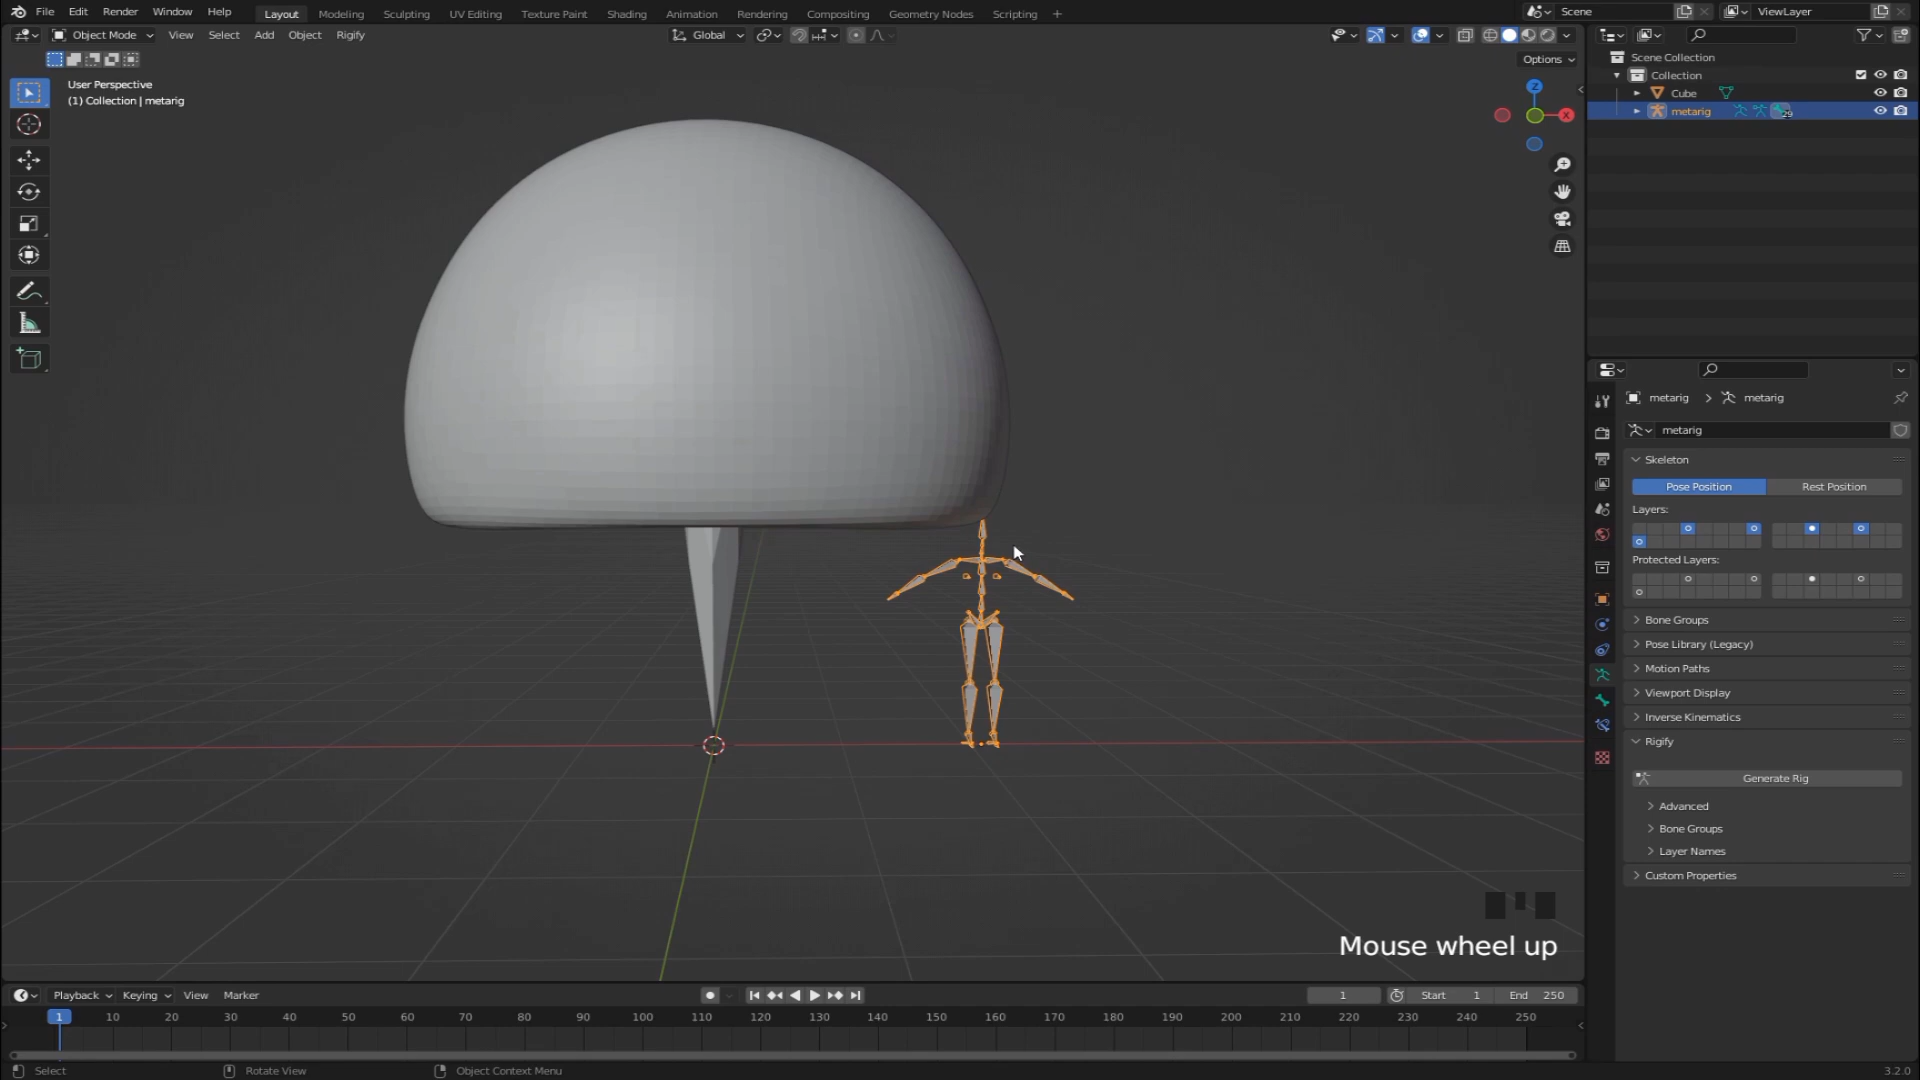 File Edit Render Window Help Layout Modeling Sculpting UV Editing Texture Paint Shading Animation Rendering Compositing Geometry Nodes Scripting + Scene ViewLayer
Object Mode View Select Add Object Rigify Global
Options
User Perspective
(1) Collection | metarig
Z
X
Scene Collection
Collection
Cube
metarig 29
metarig > metarig
metarig
Skeleton
Pose Position Rest Position
Layers:
Protected Layers:
Bone Groups
Pose Library (Legacy)
Motion Paths
Viewport Display
Inverse Kinematics
Rigify
Generate Rig
Advanced
Bone Groups
Layer Names
Custom Properties
Mouse wheel up
Playback Keying View Marker 1 Start 1 End 250
1 10 20 30 40 50 60 70 80 90 100 110 120 130 140 150 160 170 180 190 200 210 220 230 240 250
Select Rotate View Object Context Menu 3.2.0